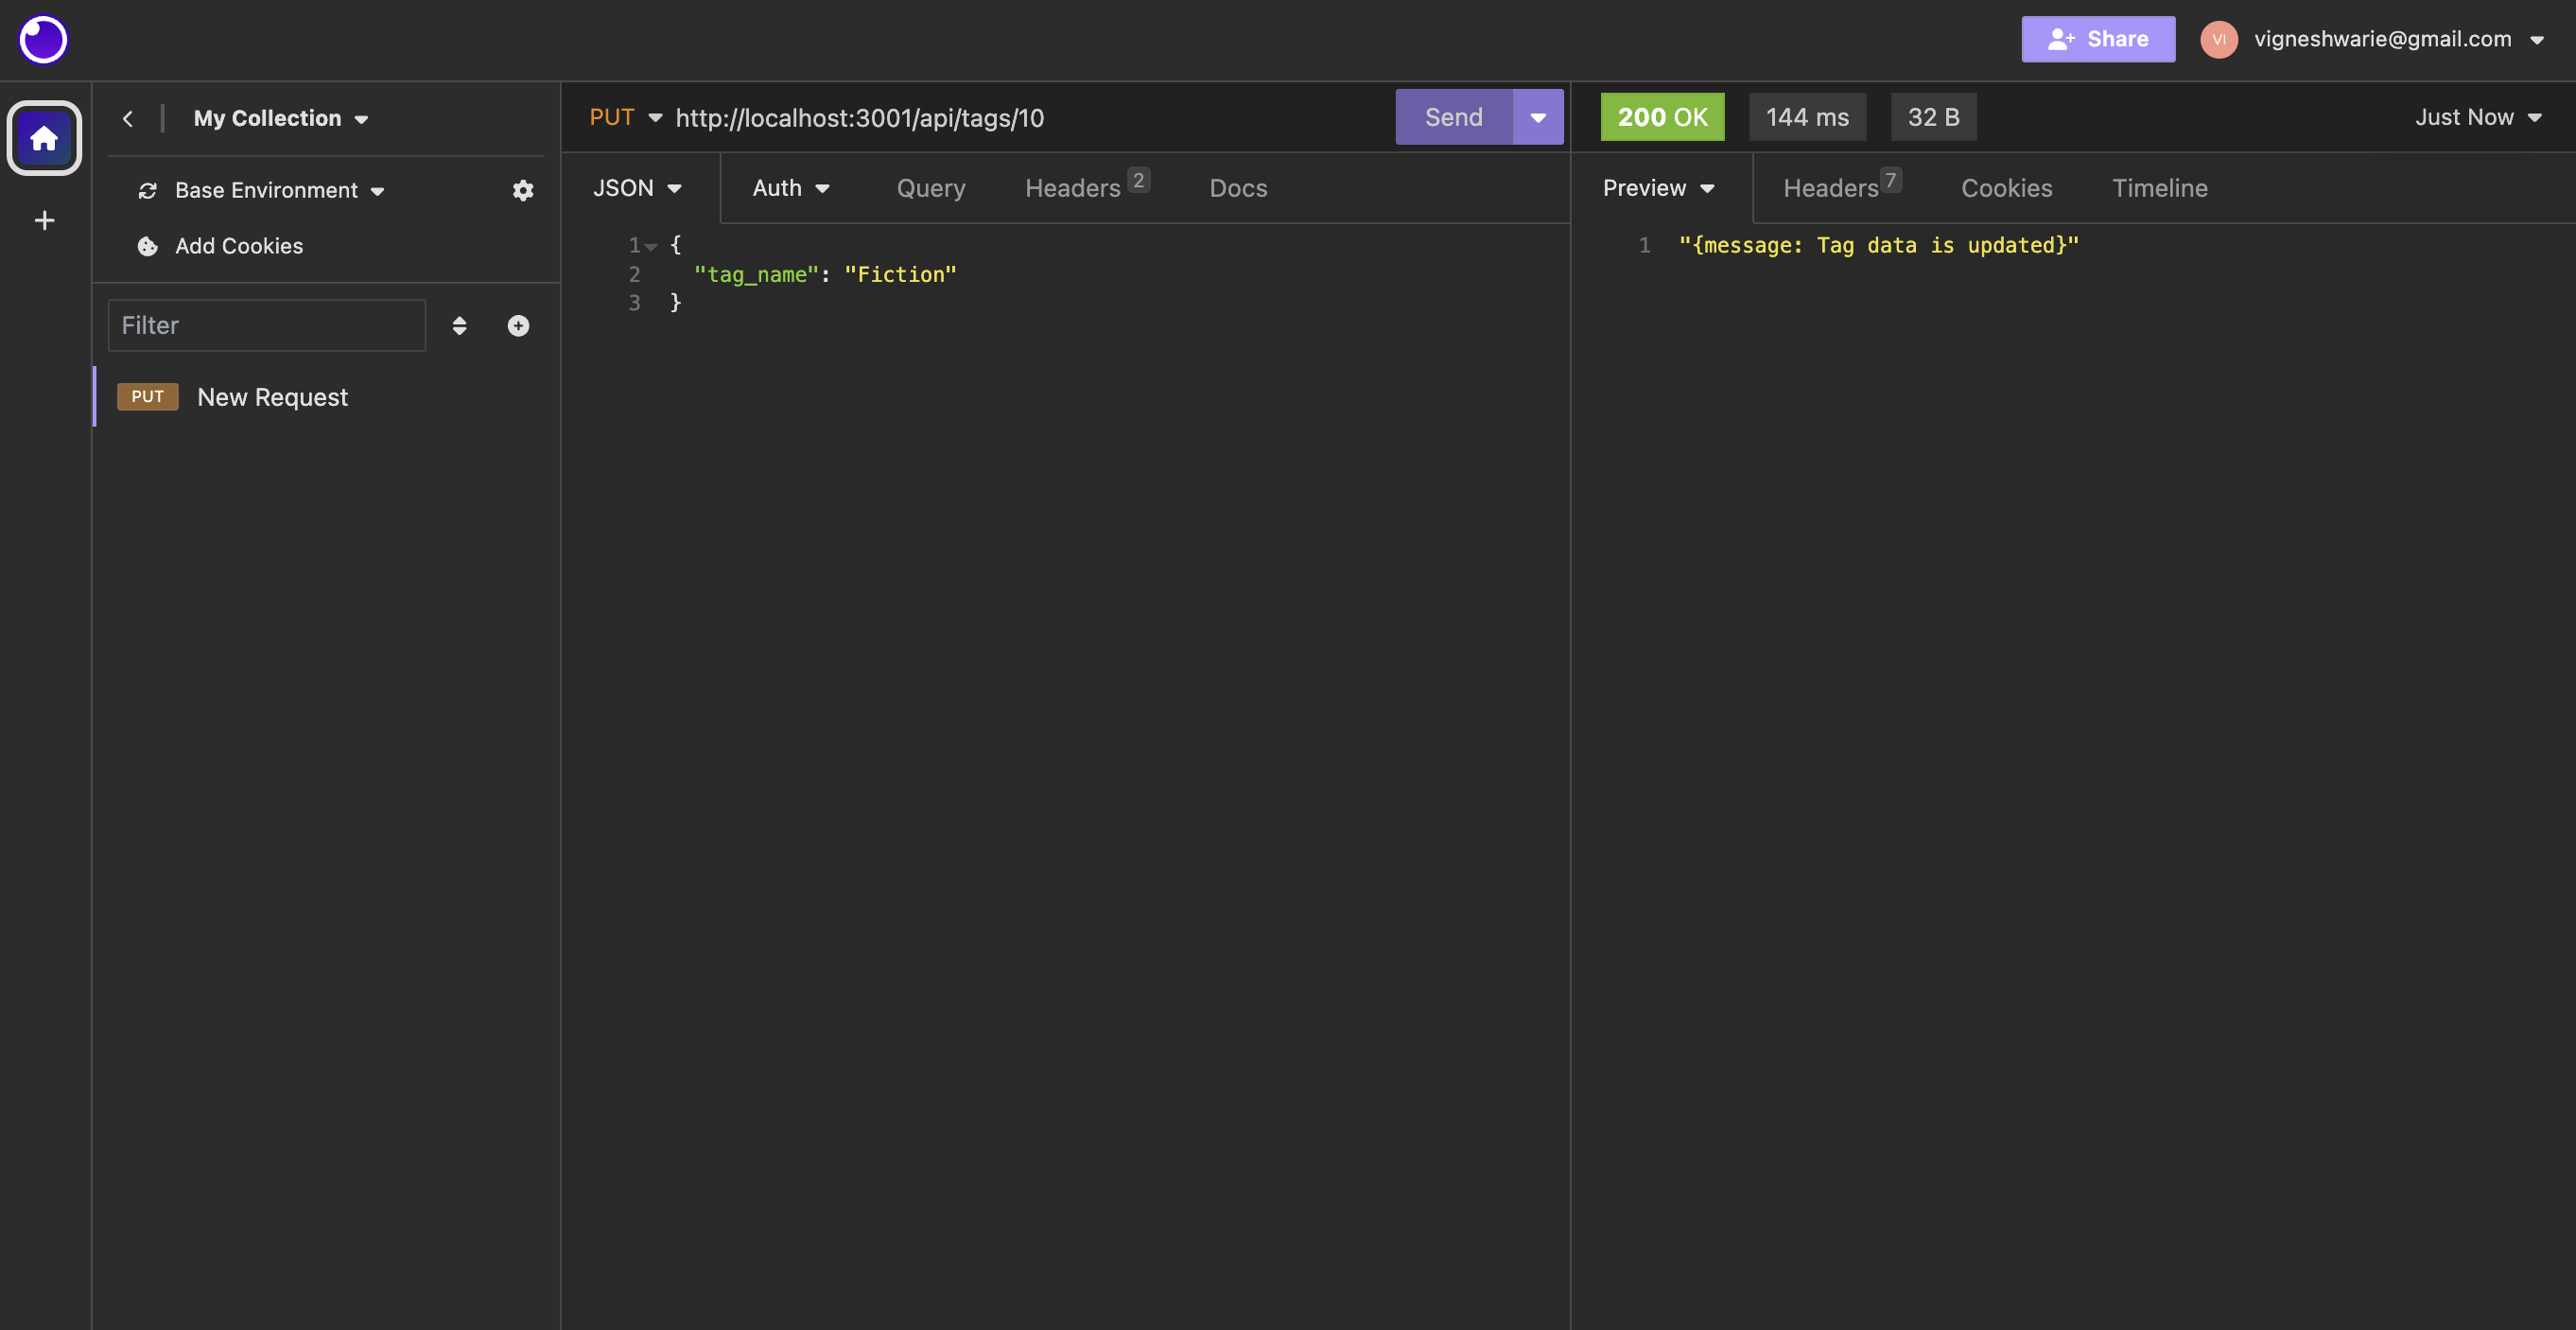 Share VI vigneshwarie@gmail.com
My Collection
PUT http://localhost:3001/api/tags/10 Send
200 OK 144 ms 32 B Just Now
Base Environment
JSON Auth Query Headers 2 Docs
Preview Headers 7 Cookies Timeline
Add Cookies
1 {
2 "tag_name": "Fiction"
3 }
1 "{message: Tag data is updated}"
Filter
PUT New Request